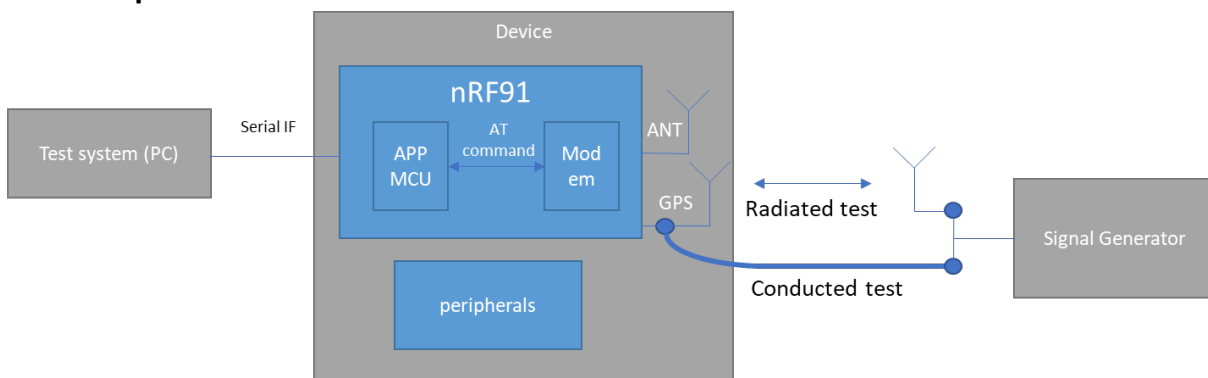 Device
nRF91
Test system (PC)
Serial IF
APP
MCU
AT
command
Mod
em
ANT
GPS
Radiated test
Conducted test
Signal Generator
peripherals